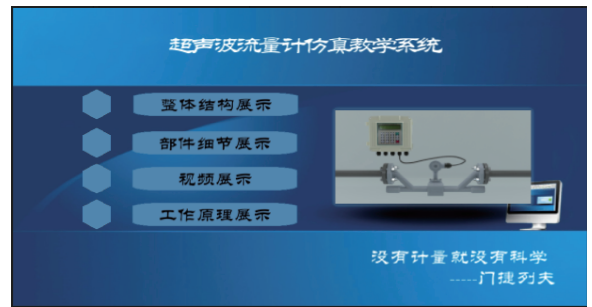 超声波流量计仿真教学系统
整体结构展示
部件细节展示
视频展示
工作原理展示
没有计量就没有科学
-----门捷列夫